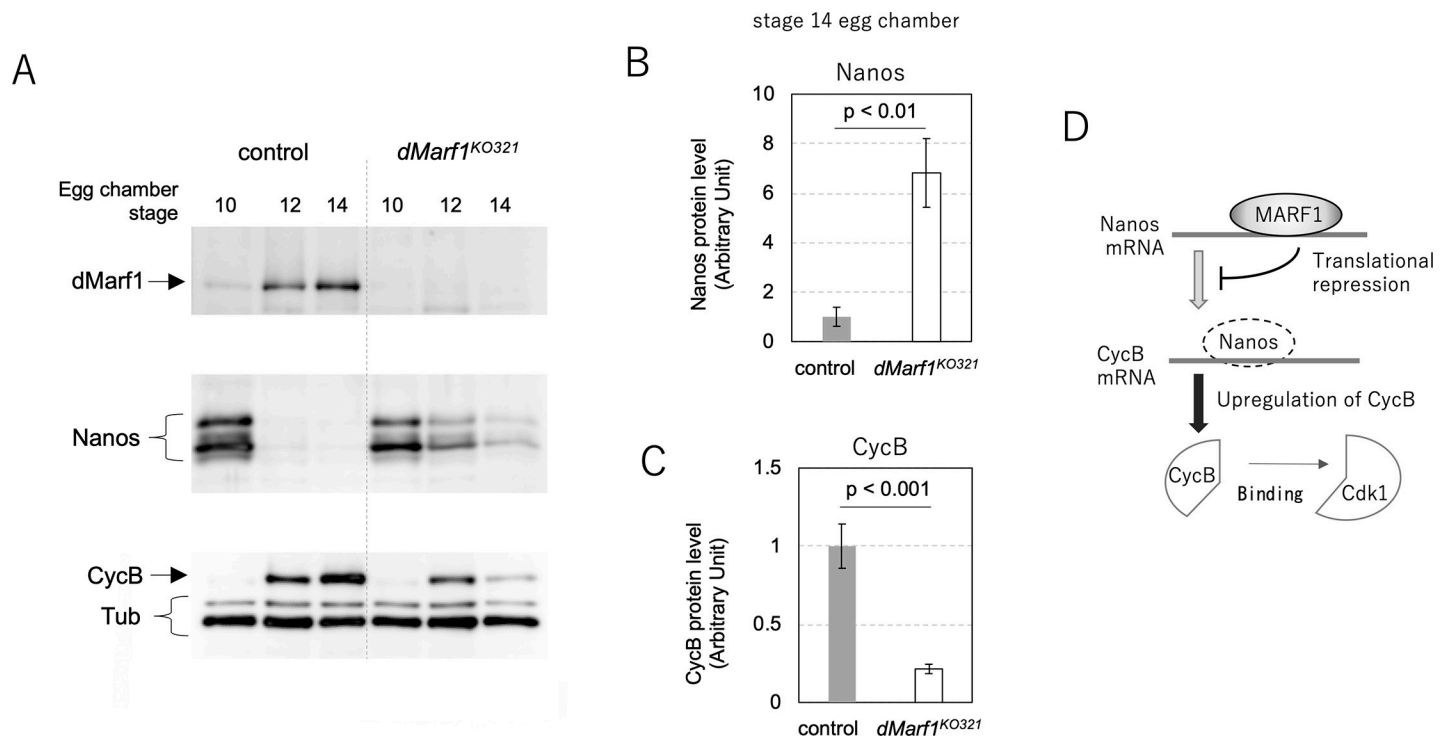 A
control
dMarf1KO321
Egg chamber
stage
10
12
14
10
12
14
dMarf1
Nanos
CycB
Tub
stage 14 egg chamber
B
Nanos
10
8
6
4
2
0
p < 0.01
Nanos protein level
(Arbitrary Unit)
control
dMarf1KO321
C
CycB
1.5
1
0.5
0
p < 0.001
CycB protein level
(Arbitrary Unit)
control
dMarf1KO321
D
Nanos
mRNA
MARF1
Translational
repression
CycB
mRNA
Nanos
Upregulation of CycB
CycB
Binding
Cdk1